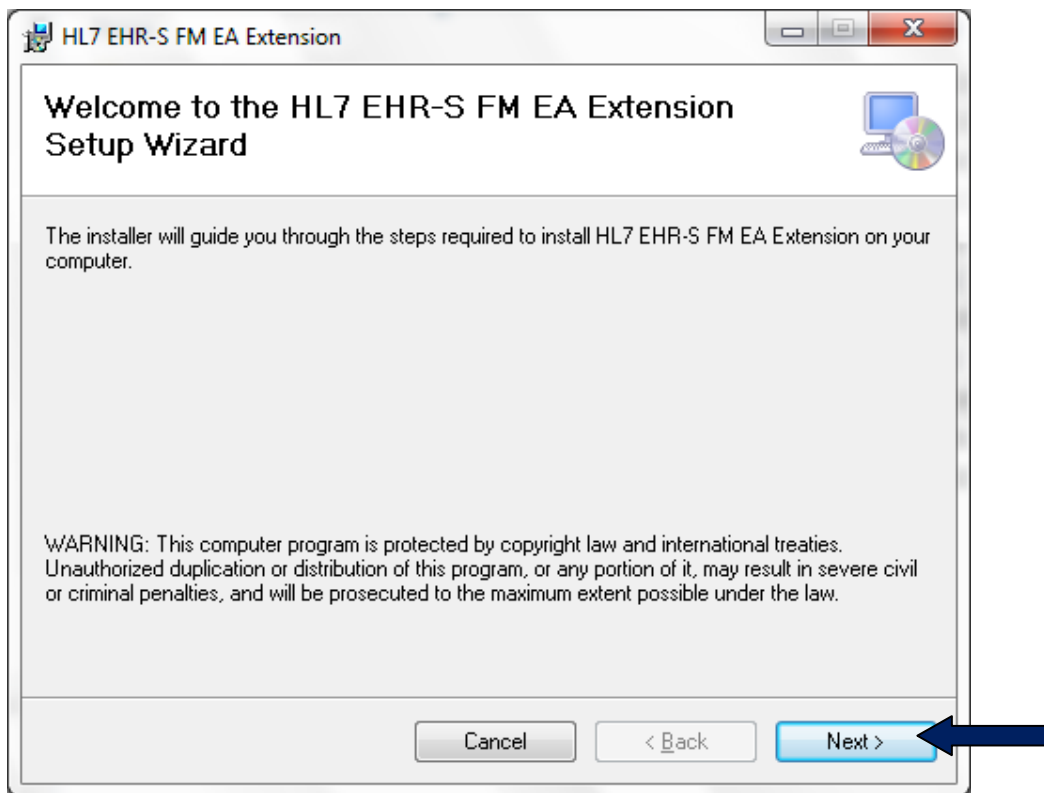 HL7 EHR-S FM EA Extension
Welcome to the HL7 EHR-S FM EA Extension
Setup Wizard
The installer will guide you through the steps required to install HL7 EHR-S FM EA Extension on your
computer.
WARNING: This computer program is protected by copyright law and international treaties.
Unauthorized duplication or distribution of this program, or any portion of it, may result in severe civil
or criminal penalties, and will be prosecuted to the maximum extent possible under the law.
Cancel < Back Next >